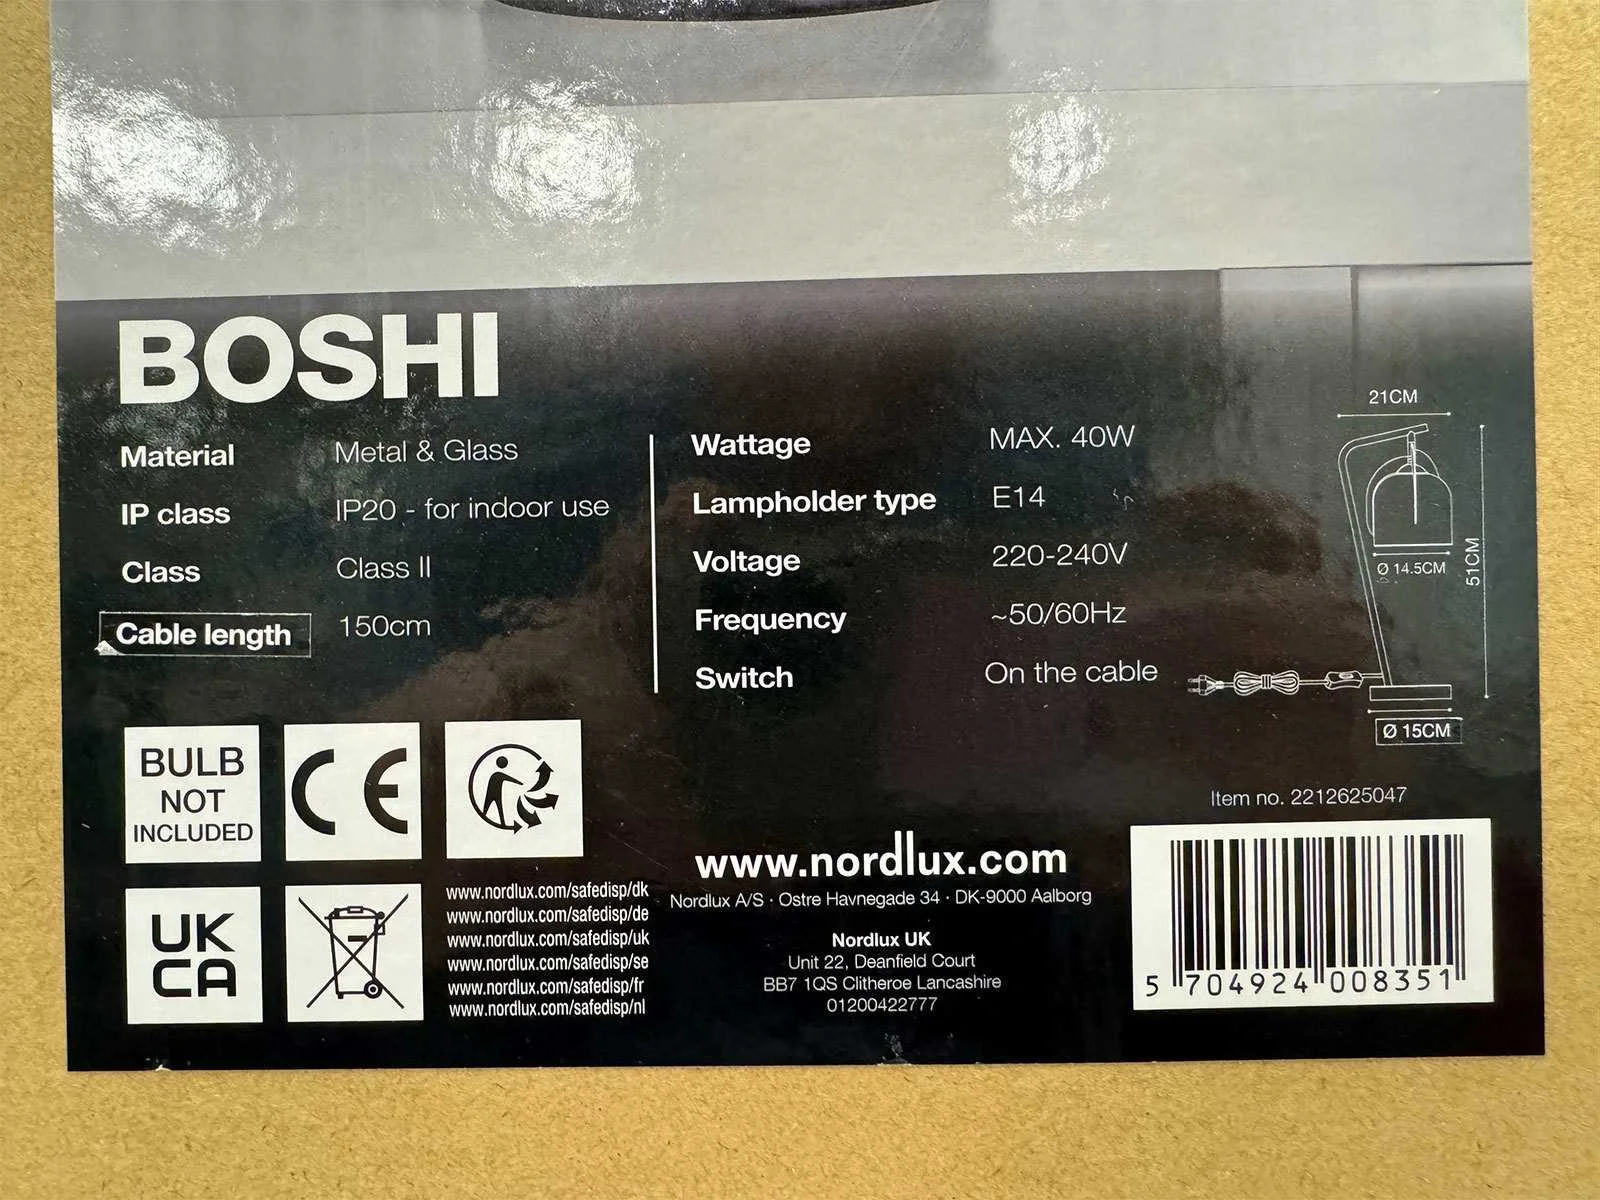 BOSHI
Material Metal & Glass
IP class IP20 - for indoor use
Class Class II
Cable length 150cm
Wattage MAX. 40W
Lampholder type E14
Voltage 220-240V
Frequency ~50/60Hz
Switch On the cable
21CM
Ø 14.5CM
51CM
Ø 15CM
BULB
NOT
INCLUDED
CE
UK
CA
www.nordlux.com/safedisp/dk
www.nordlux.com/safedisp/de
www.nordlux.com/safedisp/uk
www.nordlux.com/safedisp/se
www.nordlux.com/safedisp/fr
www.nordlux.com/safedisp/nl
www.nordlux.com
Nordlux A/S · Ostre Havnegade 34 · DK-9000 Aalborg
Nordlux UK
Unit 22, Deanfield Court
BB7 1QS Clitheroe Lancashire
01200422777
Item no. 2212625047
5 704924 008351